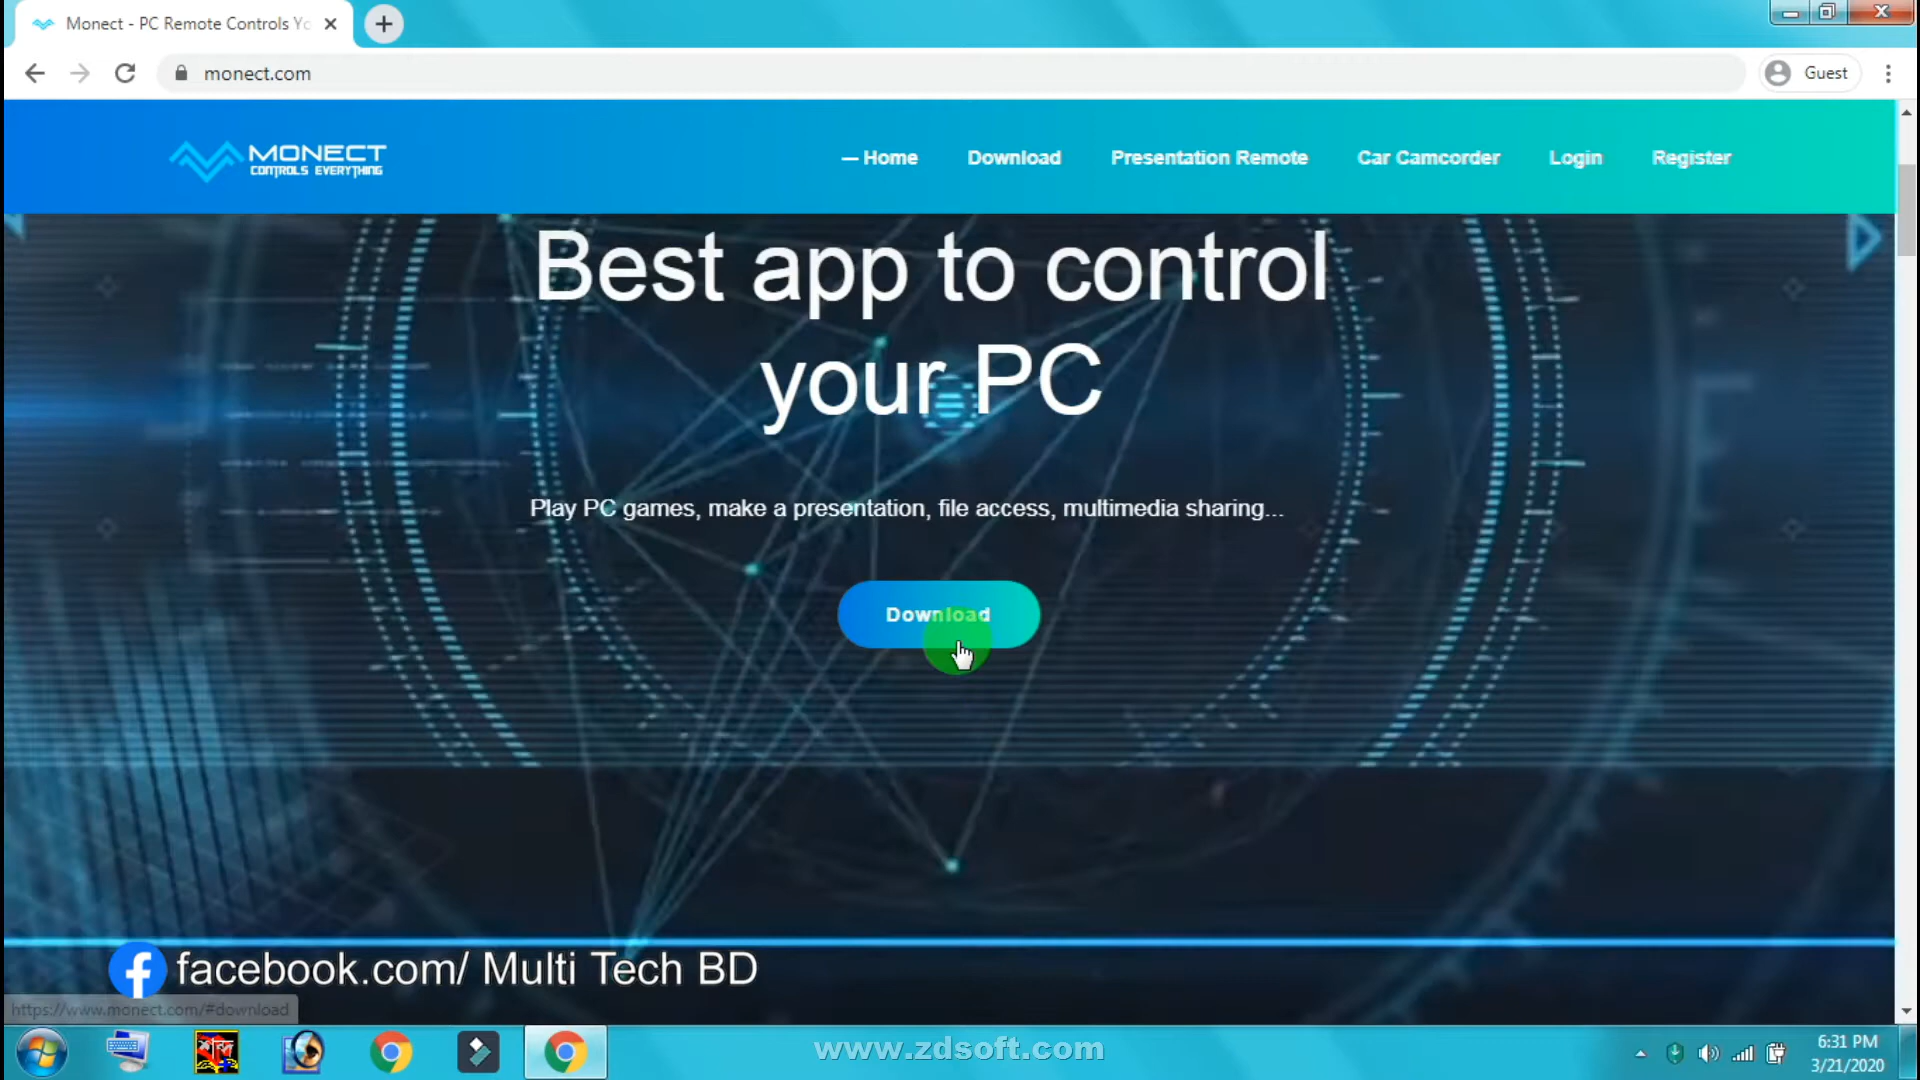 Monect - PC Remote Controls Yo
monect.com
Guest
MONECT
CONTROLS EVERYTHING
— Home
Download
Presentation Remote
Car Camcorder
Login
Register
Best app to control
your PC
Play PC games, make a presentation, file access, multimedia sharing...
Download
facebook.com/ Multi Tech BD
https://www.monect.com/#download
www.zdsoft.com
6:31 PM
3/21/2020